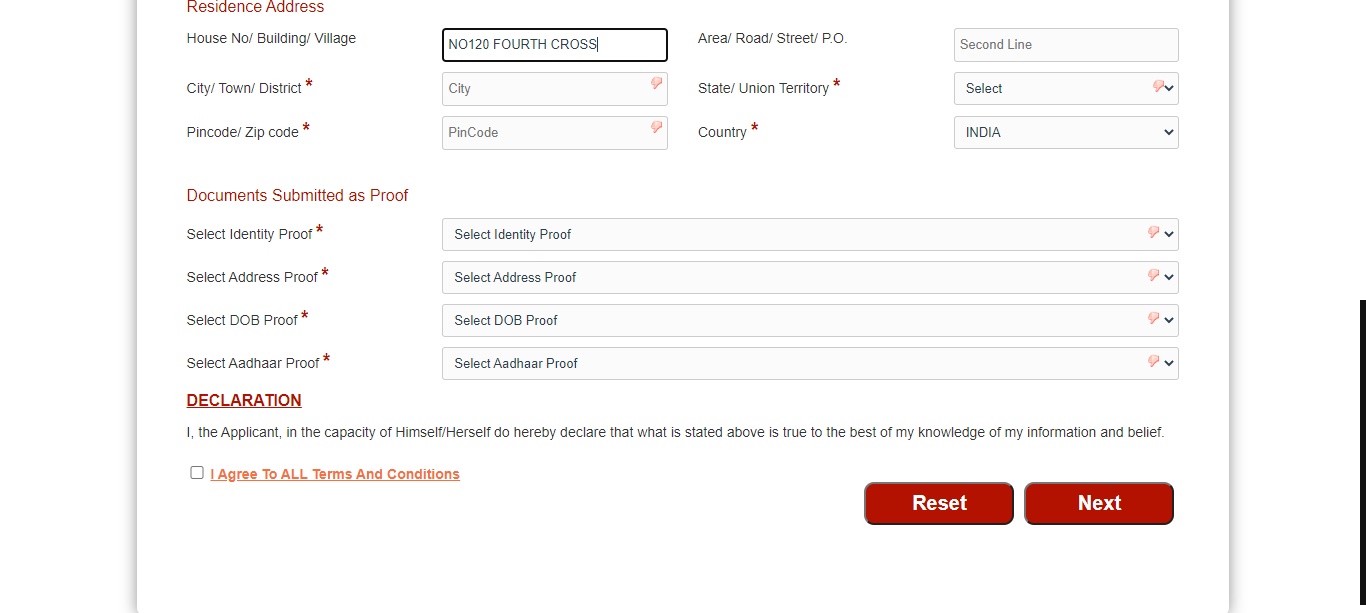 Residence Address
House No/ Building/ Village NO120 FOURTH CROSS Area/ Road/ Street/ P.O. Second Line
City/ Town/ District * City State/ Union Territory * Select
Pincode/ Zip code * PinCode Country * INDIA
Documents Submitted as Proof
Select Identity Proof * Select Identity Proof
Select Address Proof * Select Address Proof
Select DOB Proof * Select DOB Proof
Select Aadhaar Proof * Select Aadhaar Proof
DECLARATION
I, the Applicant, in the capacity of Himself/Herself do hereby declare that what is stated above is true to the best of my knowledge of my information and belief.
I Agree To ALL Terms And Conditions
Reset Next